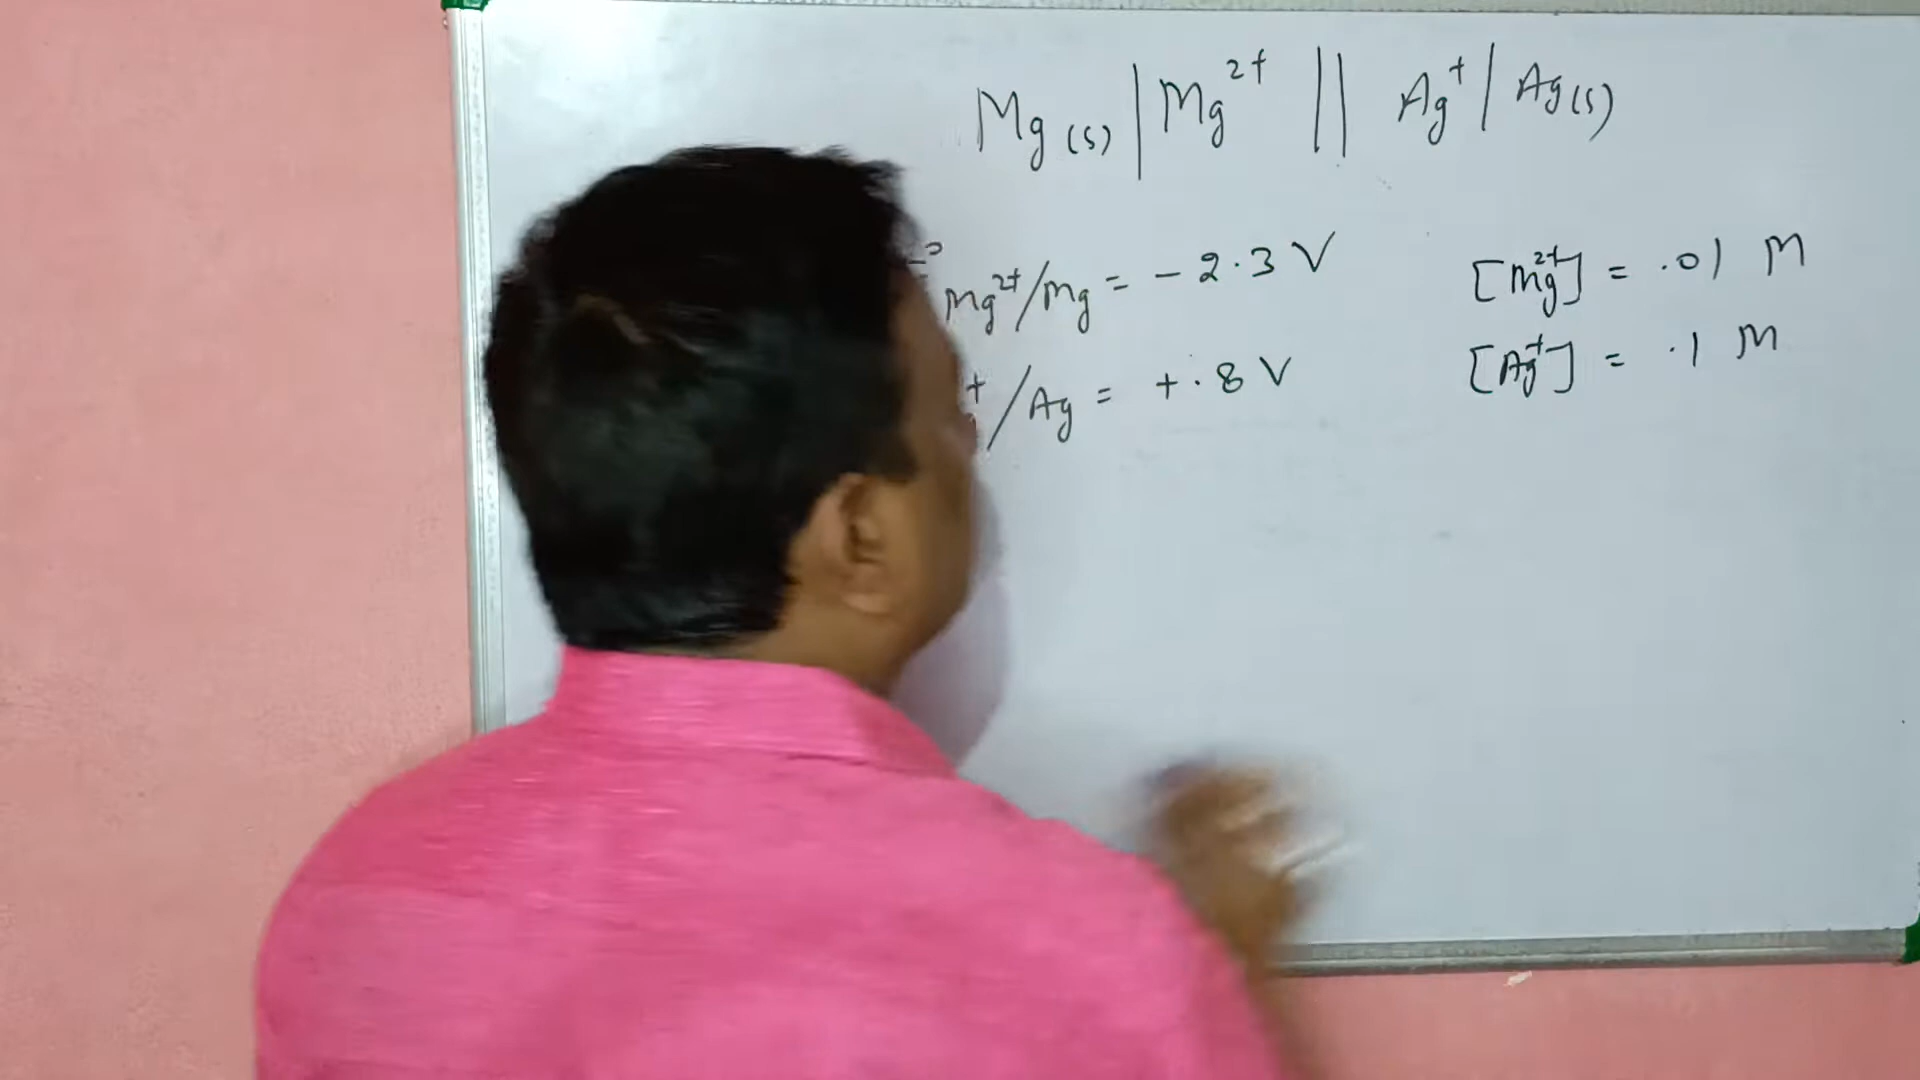 Mg(s) | Mg²⁺ || Ag⁺ | Ag(s)
Mg²⁺/Mg = - 2.3 V [Mg²⁺] = .01 M
⁺/Ag = + .8 V [Ag⁺] = .1 M